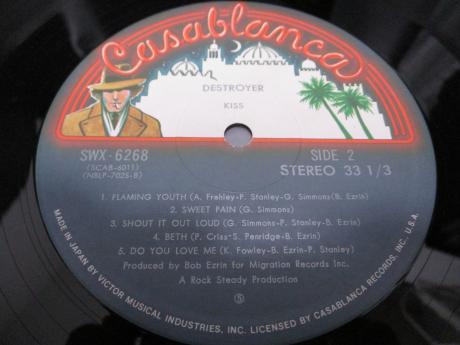 Casablanca
DESTROYER
KISS
SWX-6268
(SCAB-6011)
(NBLP-7025-B)
SIDE 2
STEREO 33 1/3
1. FLAMING YOUTH (A. Frehley-P. Stanley-G. Simmons-B. Ezrin)
2. SWEET PAIN (G. Simmons)
3. SHOUT IT OUT LOUD (G. Simmons-P. Stanley-B. Ezrin)
4. BETH (P. Criss-S. Penridge-B. Ezrin)
5. DO YOU LOVE ME (K. Fowley-B. Ezrin-P. Stanley)
Produced by Bob Ezrin for Migration Records Inc.
A Rock Steady Production
Ⓢ
MADE IN JAPAN BY VICTOR MUSICAL INDUSTRIES, INC. LICENSED BY CASABLANCA RECORDS, INC. U.S.A.